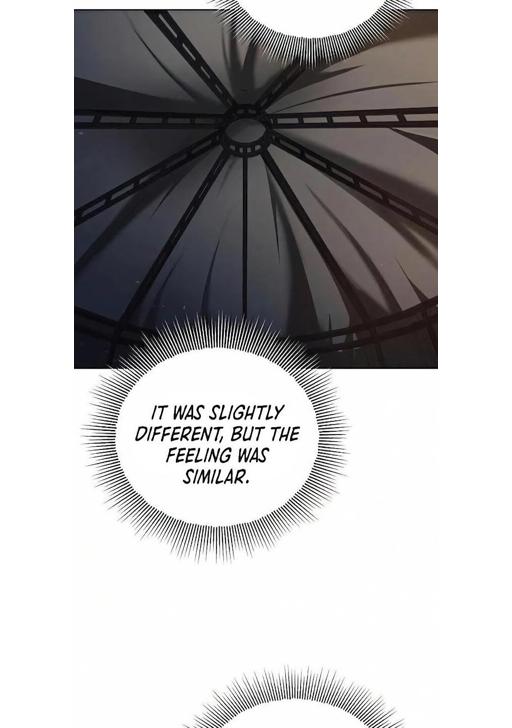 IT WAS SLIGHTLY
DIFFERENT, BUT THE
FEELING WAS
SIMILAR.